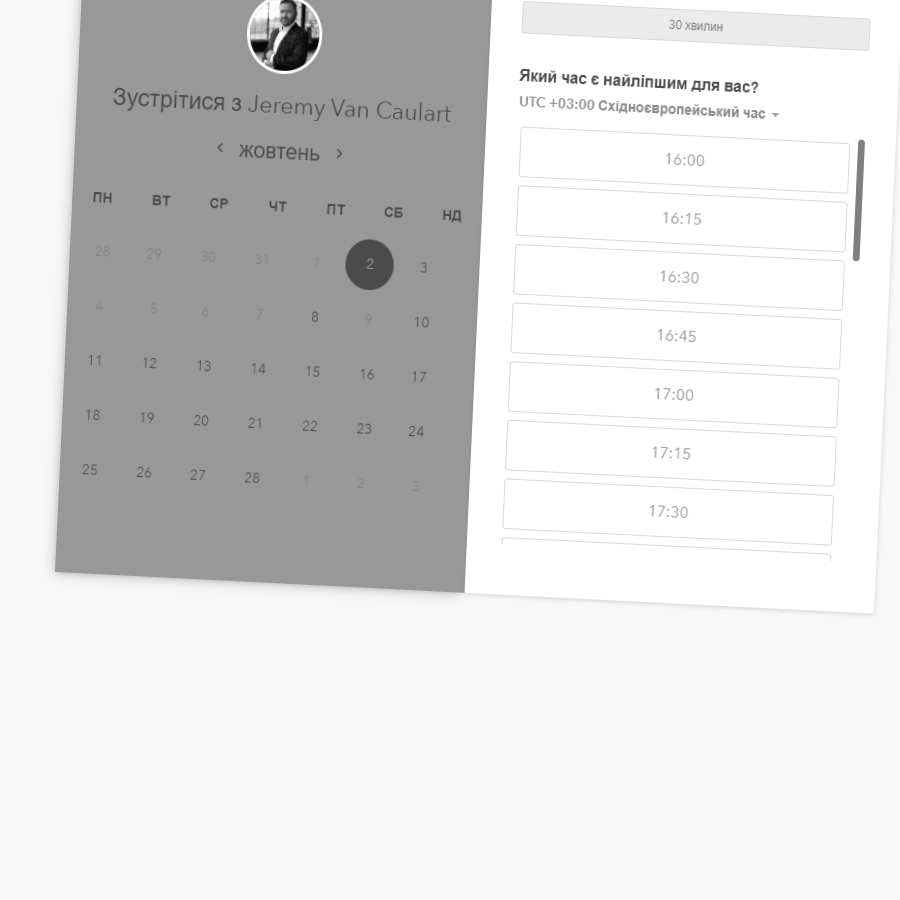 30 хвилин
Зустрітися з Jeremy Van Caulart
‹ жовтень ›
ПН ВТ СР ЧТ ПТ СБ НД
28 29 30 31 1 2 3
4 5 6 7 8 9 10
11 12 13 14 15 16 17
18 19 20 21 22 23 24
25 26 27 28 1 2 3
Який час є найліпшим для вас?
UTC +03:00 Східноєвропейський час
16:00
16:15
16:30
16:45
17:00
17:15
17:30